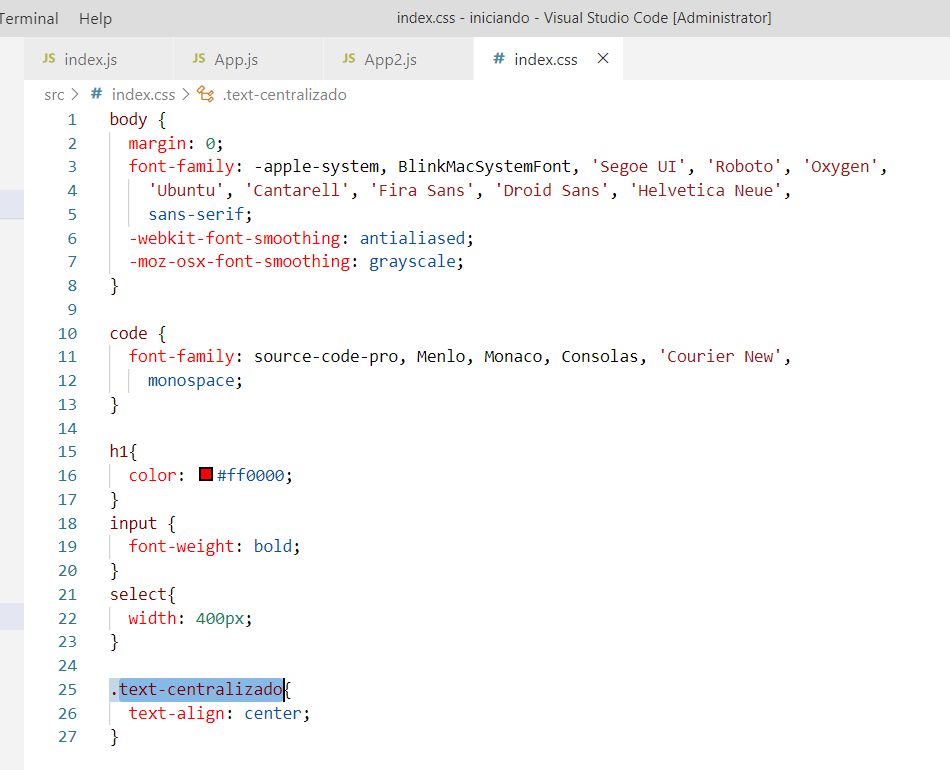 Terminal Help index.css - iniciando - Visual Studio Code [Administrator]
JS index.js JS App.js JS App2.js # index.css ×
src > # index.css > .text-centralizado
1 body {
2 margin: 0;
3 font-family: -apple-system, BlinkMacSystemFont, 'Segoe UI', 'Roboto', 'Oxygen',
4 'Ubuntu', 'Cantarell', 'Fira Sans', 'Droid Sans', 'Helvetica Neue',
5 sans-serif;
6 -webkit-font-smoothing: antialiased;
7 -moz-osx-font-smoothing: grayscale;
8 }
9
10 code {
11 font-family: source-code-pro, Menlo, Monaco, Consolas, 'Courier New',
12 monospace;
13 }
14
15 h1{
16 color: #ff0000;
17 }
18 input {
19 font-weight: bold;
20 }
21 select{
22 width: 400px;
23 }
24
25 .text-centralizado{
26 text-align: center;
27 }